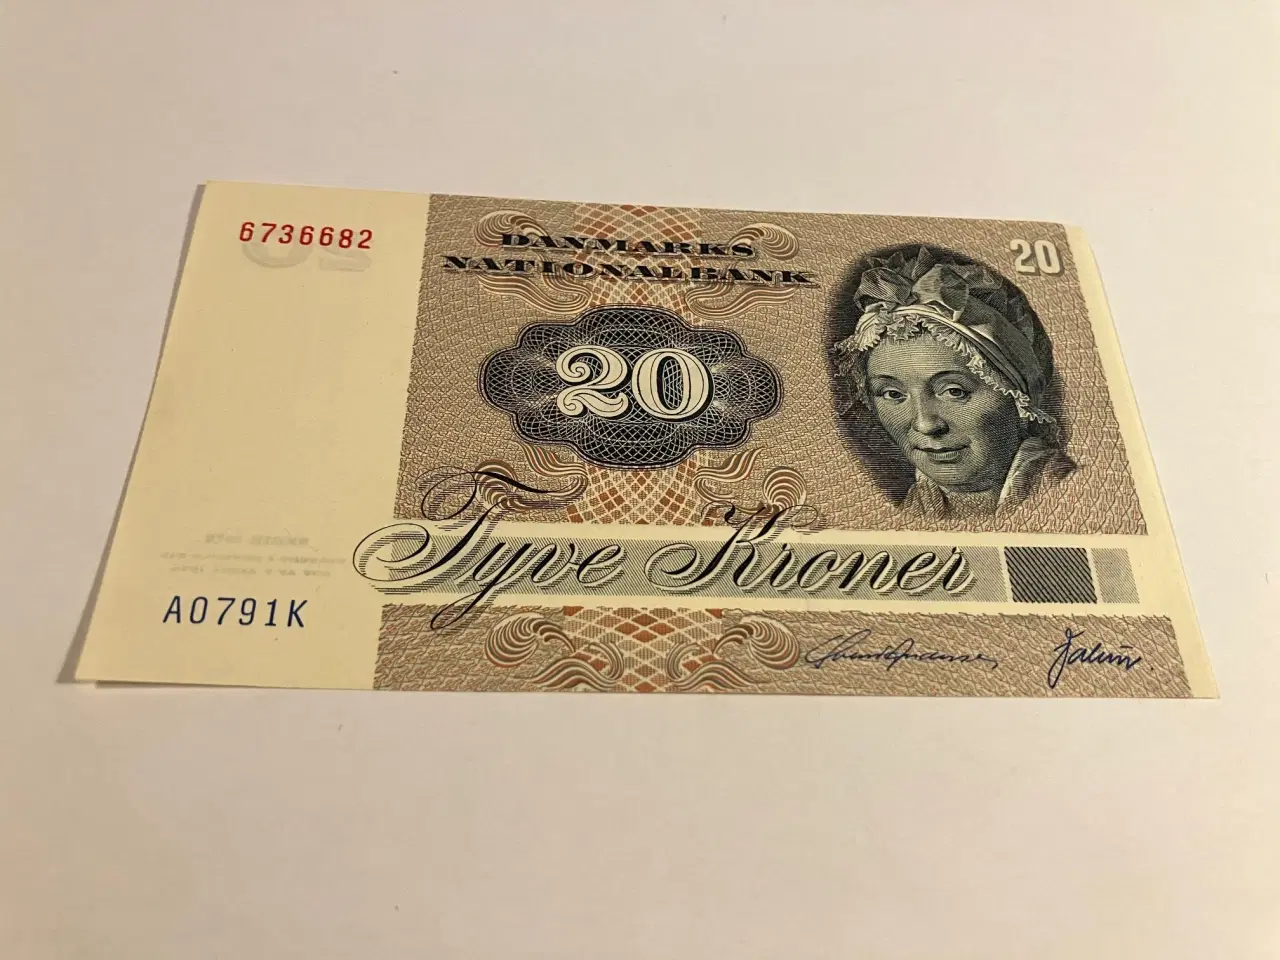 6736682
DANMARKS
NATIONALBANK
20
20
Tyve Kroner
A0791K